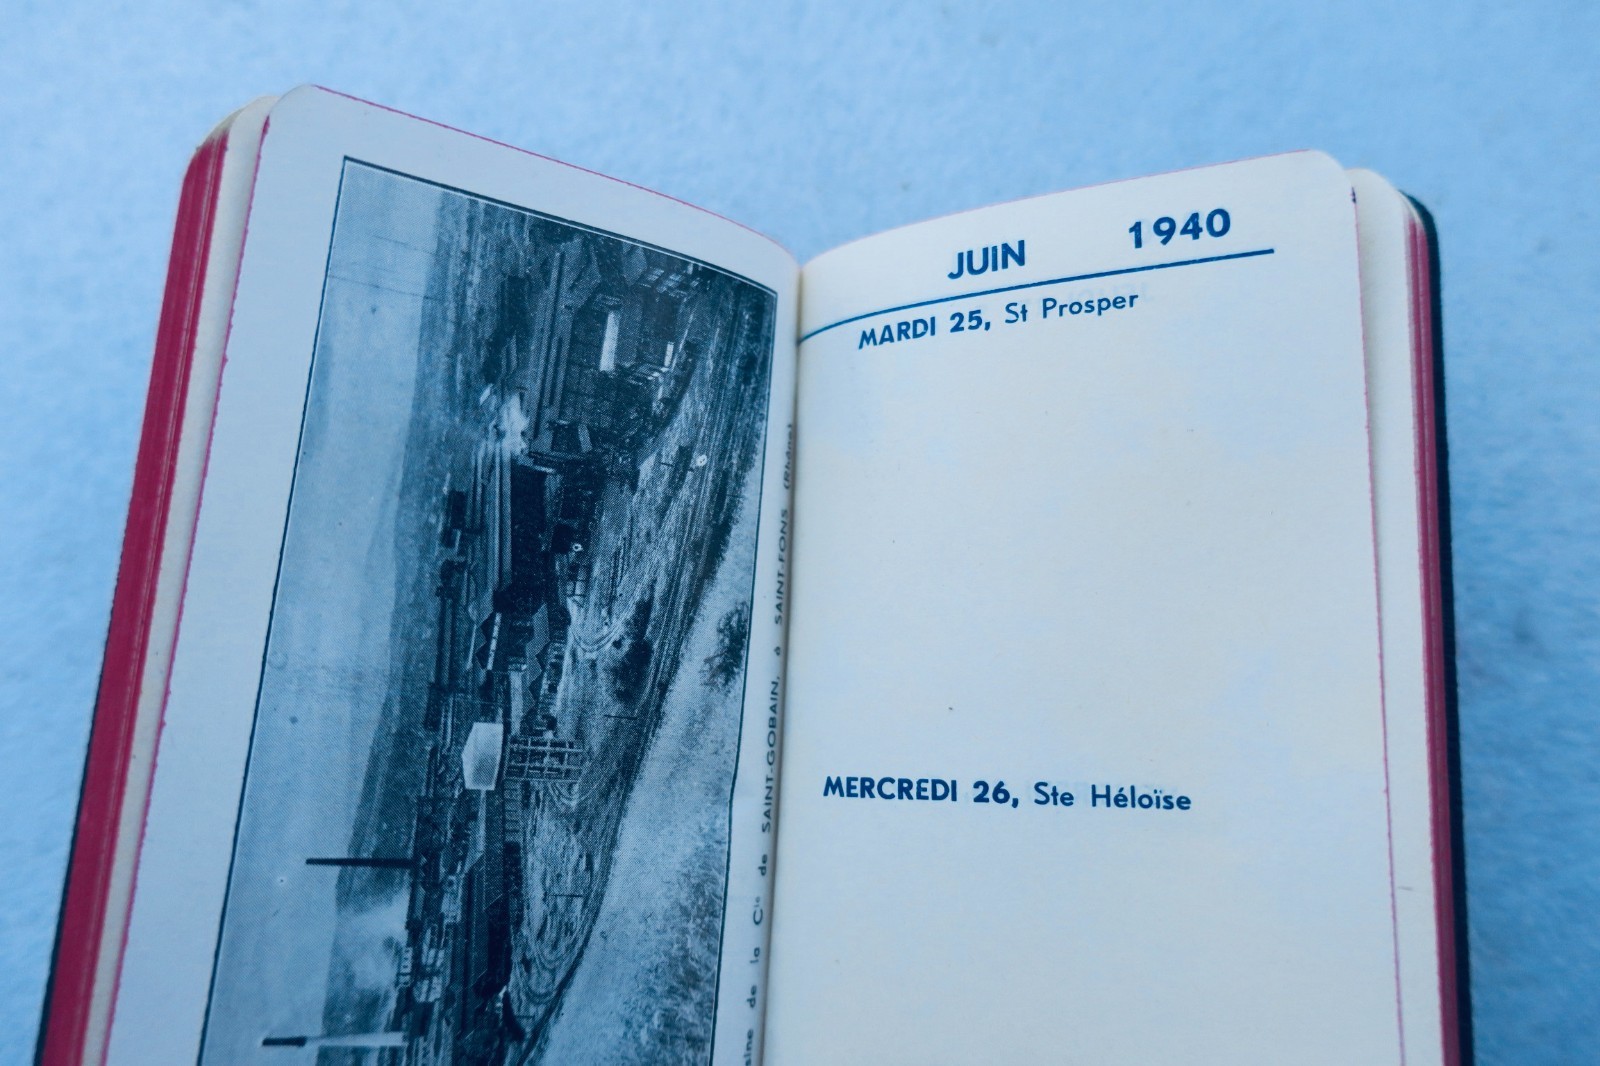 sine de la Cie de SAINT-GOBAIN, à SAINT-FONS (Rhône)
JUIN 1940
MARDI 25, St Prosper
MERCREDI 26, Ste Héloïse